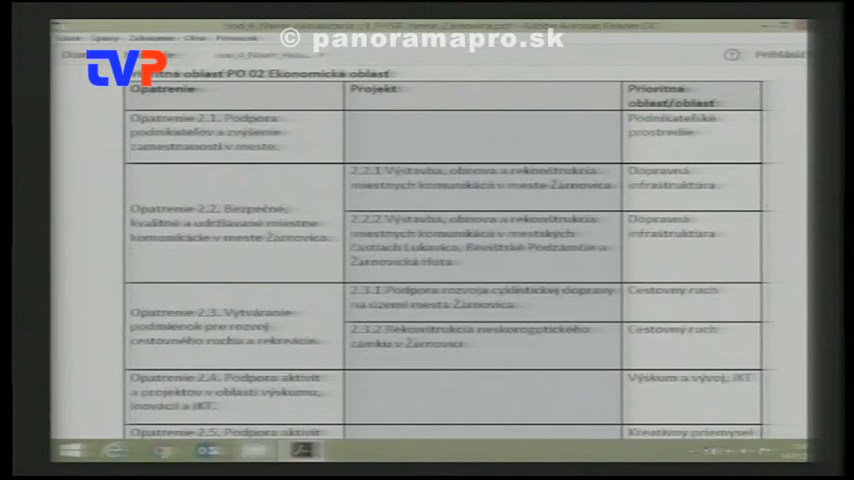 © panoramapro.sk
TVP
Prioritná oblasť PO 02 Ekonomická oblasť
Opatrenie
Projekt
Prioritná
oblasť/oblasť
Opatrenie 2.1. Podpora
podnikateľov a zvýšenie
zamestnanosti v meste.
Podnikateľské
prostredie
Opatrenie 2.2. Bezpečné,
kvalitné a udržiavané miestne
komunikácie v meste Žarnovica.
2.2.1 Výstavba, obnova a rekonštrukcia
miestnych komunikácií v meste Žarnovica
Dopravná
infraštruktúra
2.2.2 Výstavba, obnova a rekonštrukcia
miestnych komunikácií v mestských
častiach Lukavica, Revištské Podzámčie a
Žarnovická Huta.
Dopravná
infraštruktúra
Opatrenie 2.3. Vytváranie
podmienok pre rozvoj
cestovného ruchu a rekreácie.
2.3.1 Podpora rozvoja cyklistickej dopravy
na území mesta Žarnovica.
Cestovný ruch
2.3.2 Rekonštrukcia neskorogotického
zámku v Žarnovici
Cestovný ruch
Opatrenie 2.4. Podpora aktivít
a projektov v oblasti výskumu,
inovácií a IKT.
Výskum a vývoj, IKT
Opatrenie 2.5. Podpora aktivít
Kreatívny priemysel